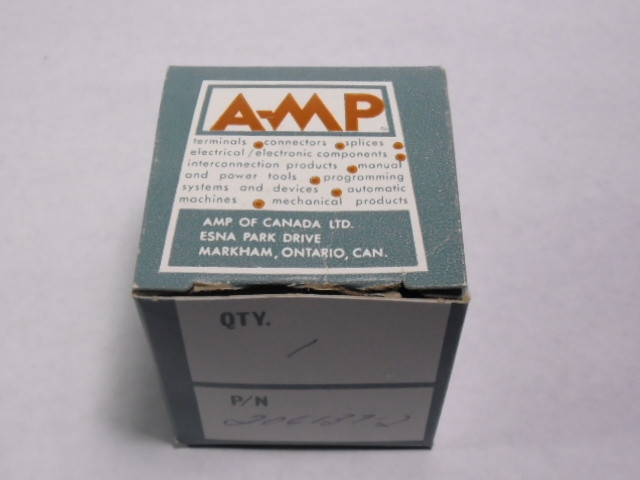 A-MP
terminals • connectors • splices •
electrical/electronic components •
interconnection products • manual
and power tools • programming
systems and devices • automatic
machines • mechanical products
AMP OF CANADA LTD.
ESNA PARK DRIVE
MARKHAM, ONTARIO, CAN.
QTY.
1
P/N